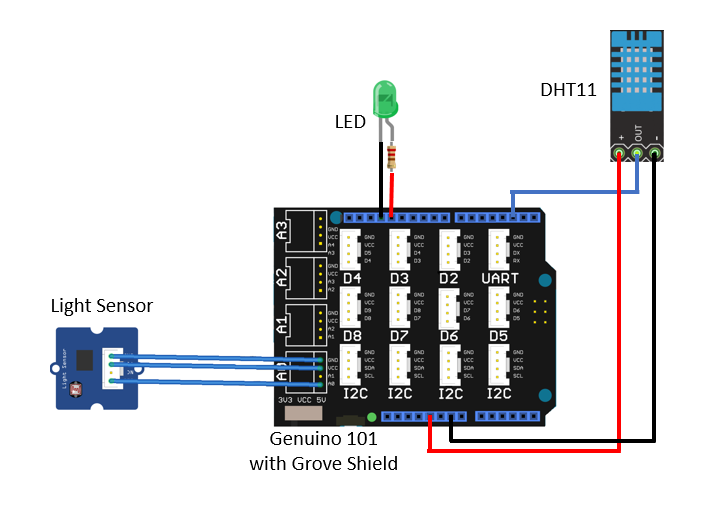 DHT11
LED
+ OUT -
A3
GND
VCC
A4
A3
A2
GND
VCC
A3
A2
A1
GND
VCC
A2
A1
GND
VCC
A1
A0
3V3 VCC 5V
GND
VCC
D5
D4
D4
GND
VCC
D4
D3
D3
GND
VCC
D3
D2
D2
GND
VCC
DX
RX
UART
GND
VCC
D9
D8
D8
GND
VCC
D8
D7
D7
GND
VCC
D7
D6
D6
GND
VCC
D6
D5
D5
GND
VCC
SDA
SCL
I2C
GND
VCC
SDA
SCL
I2C
GND
VCC
SDA
SCL
I2C
GND
VCC
SDA
SCL
I2C
Light Sensor
Light Sensor
NC
Genuino 101
with Grove Shield